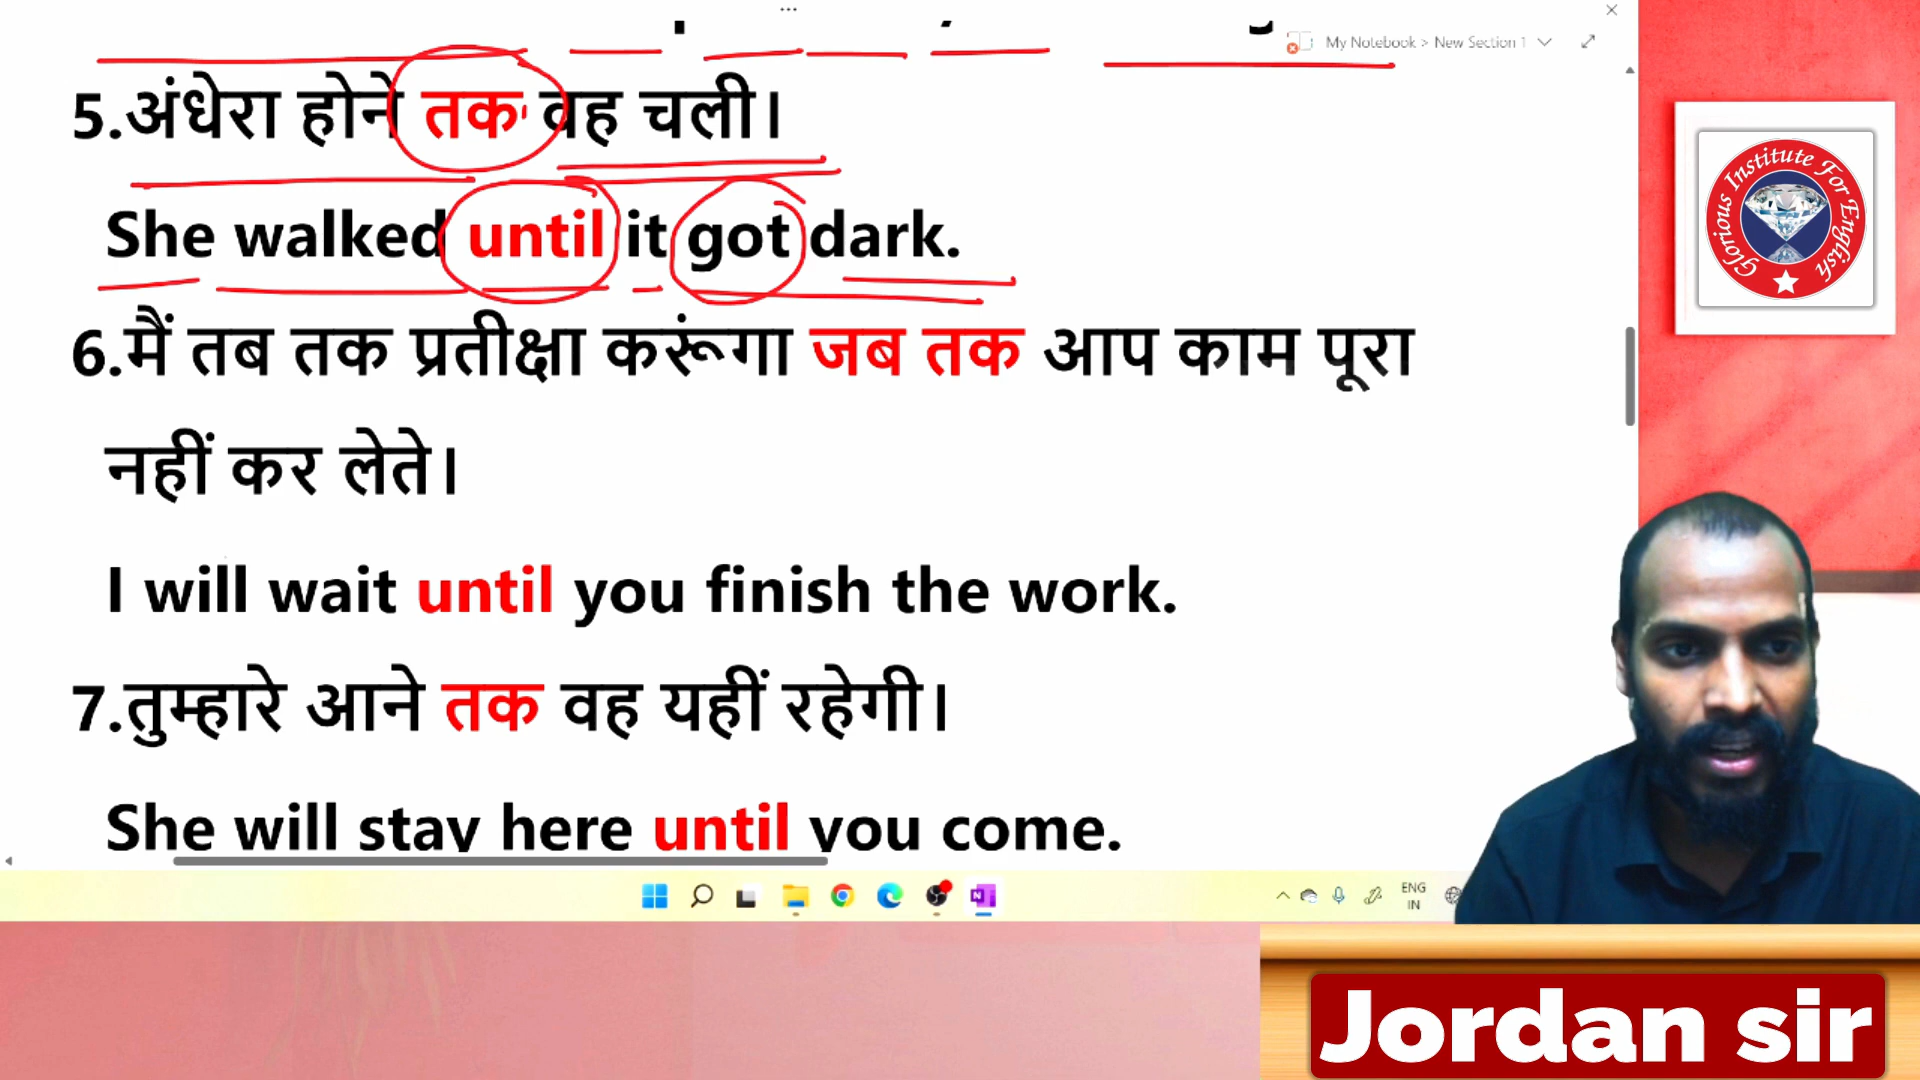 My Notebook > New Section 1
5.अंधेरा होने तक वह चली।
She walked until it got dark.
6.मैं तब तक प्रतीक्षा करूंगा जब तक आप काम पूरा
नहीं कर लेते।
I will wait until you finish the work.
7.तुम्हारे आने तक वह यहीं रहेगी।
She will stay here until you come.
Glorious Institute For English
ENG
IN
Jordan sir